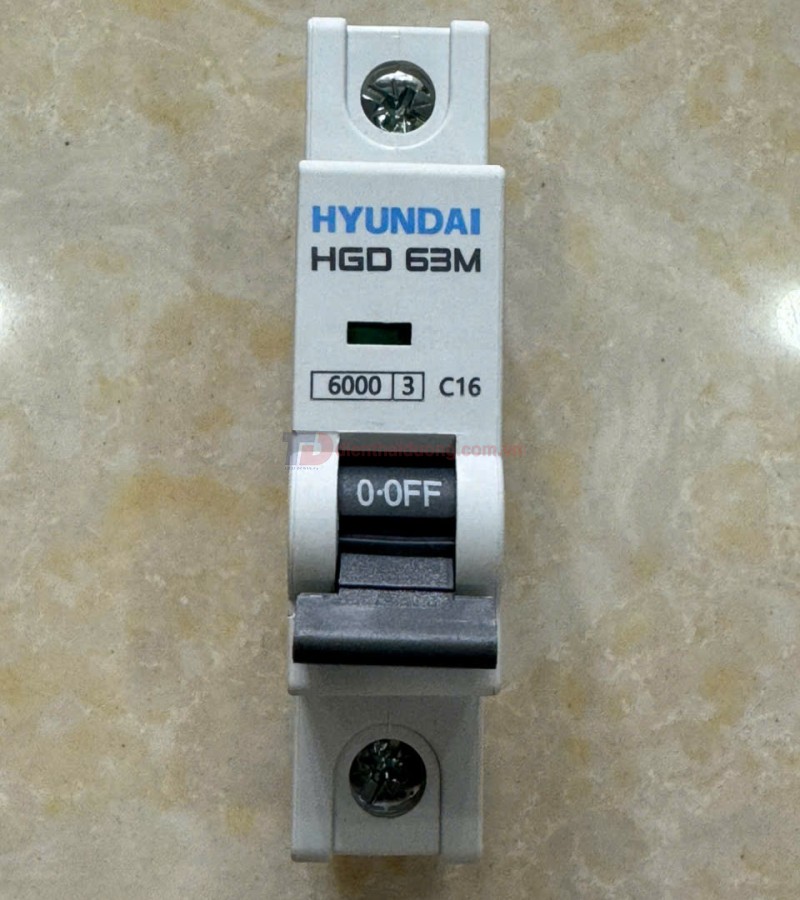 HYUNDAI
HGD 63M
6000 3 C16
0·OFF